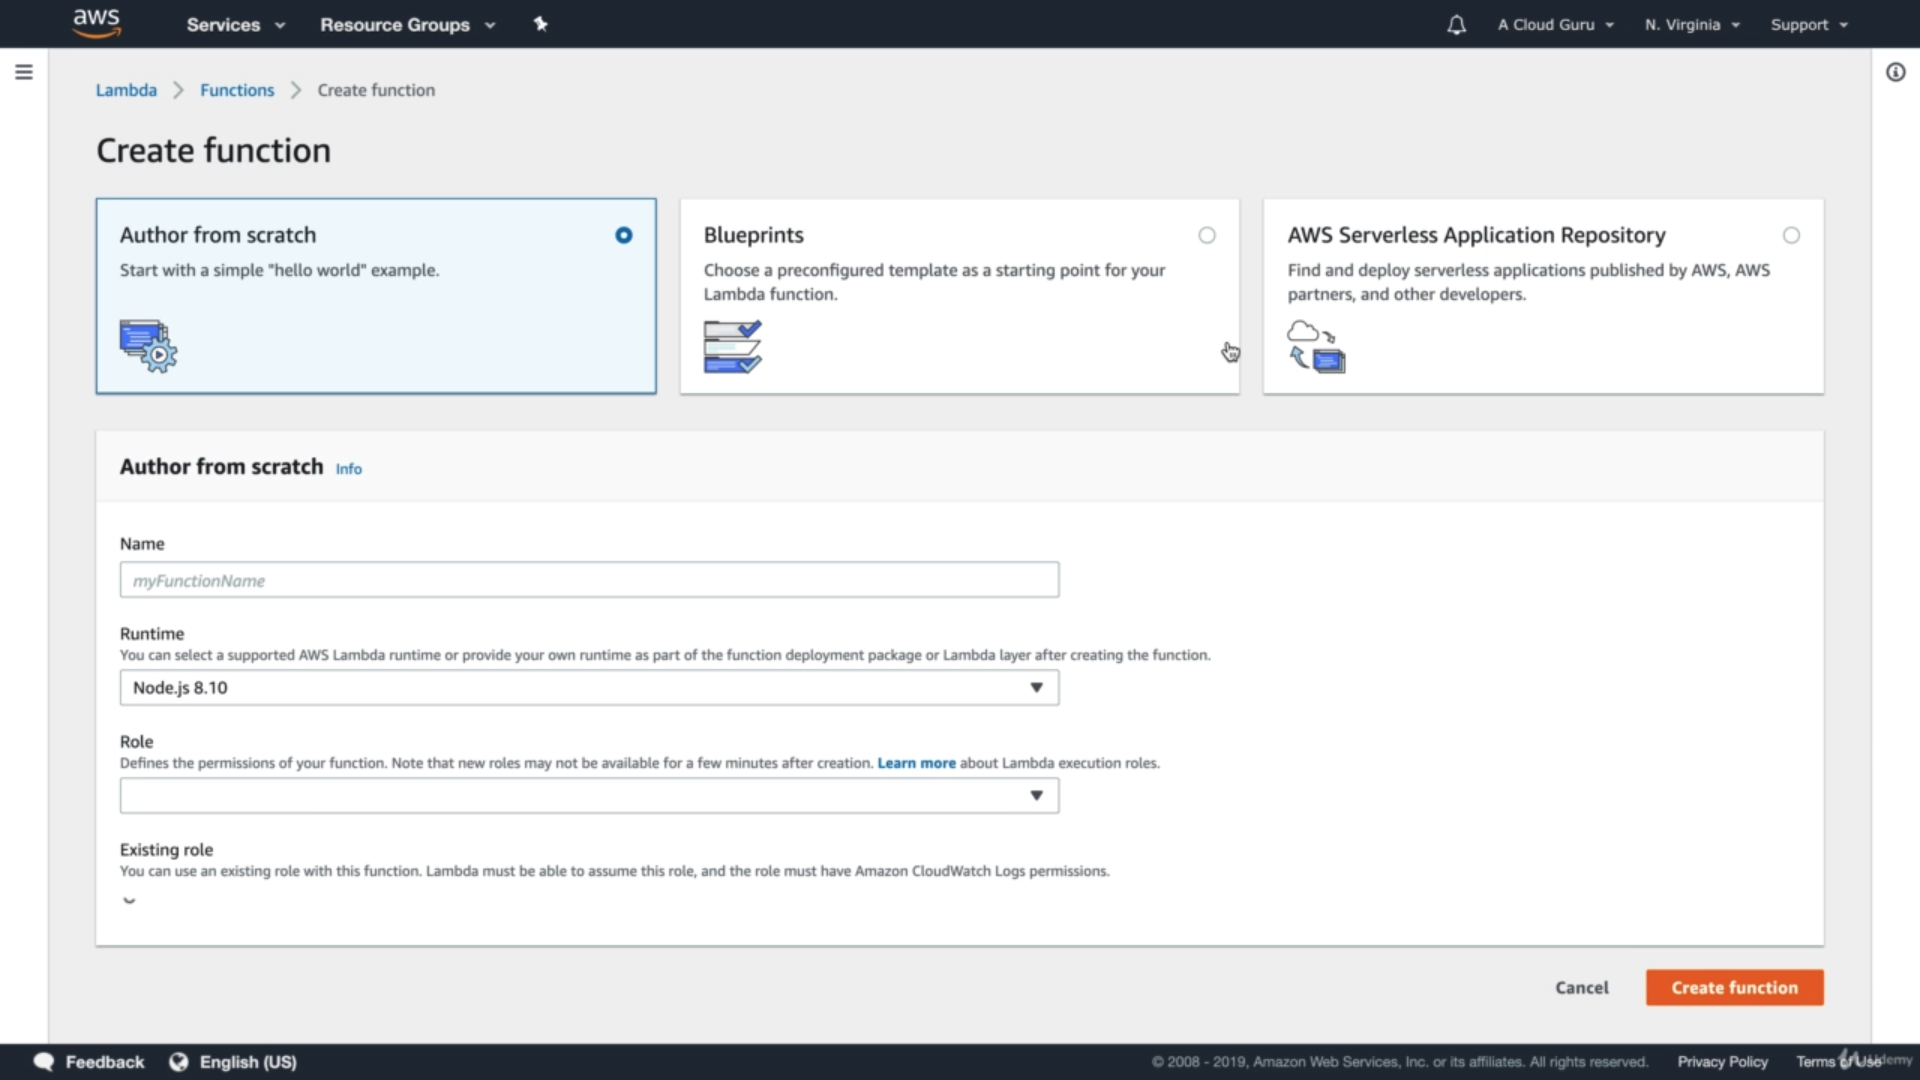 aws Services Resource Groups A Cloud Guru N. Virginia Support
Lambda Functions Create function
Create function
Author from scratch
Start with a simple "hello world" example.
Blueprints
Choose a preconfigured template as a starting point for your
Lambda function.
AWS Serverless Application Repository
Find and deploy serverless applications published by AWS, AWS
partners, and other developers.
Author from scratch Info
Name
myFunctionName
Runtime
You can select a supported AWS Lambda runtime or provide your own runtime as part of the function deployment package or Lambda layer after creating the function.
Node.js 8.10
Role
Defines the permissions of your function. Note that new roles may not be available for a few minutes after creation. Learn more about Lambda execution roles.
Existing role
You can use an existing role with this function. Lambda must be able to assume this role, and the role must have Amazon CloudWatch Logs permissions.
Cancel Create function
Feedback English (US) © 2008 - 2019, Amazon Web Services, Inc. or its affiliates. All rights reserved. Privacy Policy Terms of Use